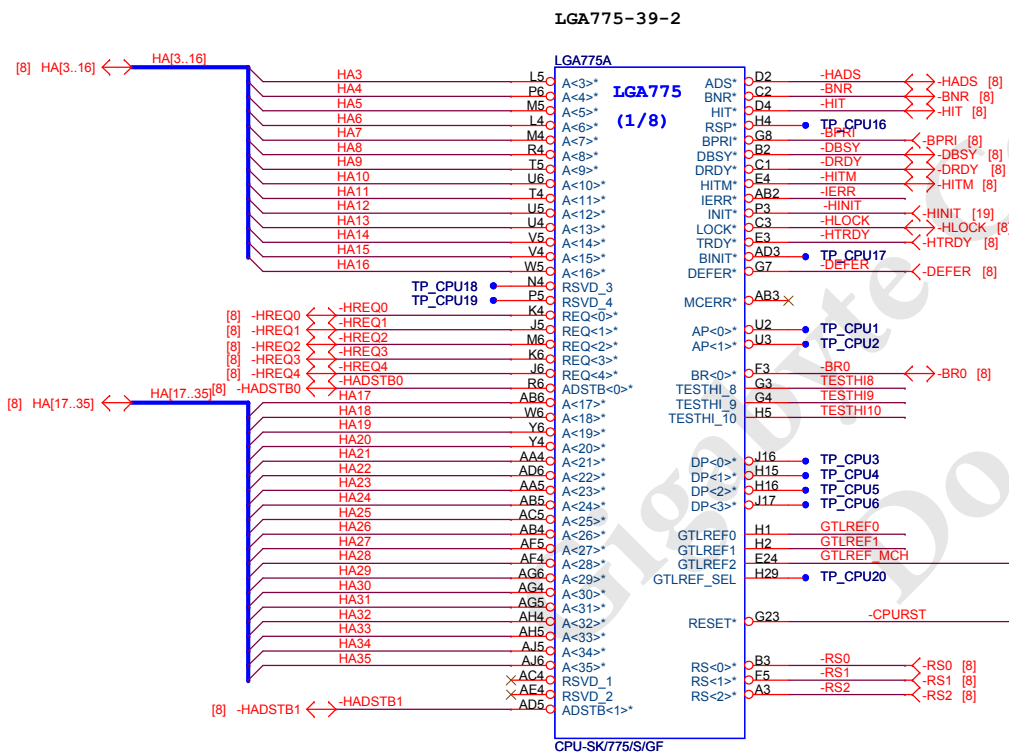 LGA775-39-2
LGA775A
LGA775
(1/8)
[8] HA[3..16] HA[3..16]
HA3 L5 A<3>* ADS* D2 -HADS -HADS [8]
HA4 P6 A<4>* BNR* C2 -BNR -BNR [8]
HA5 M5 A<5>* HIT* D4 -HIT -HIT [8]
HA6 L4 A<6>* RSP* H4 TP_CPU16
HA7 M4 A<7>* BPRI* G8 -BPRI -BPRI [8]
HA8 R4 A<8>* DBSY* B2 -DBSY -DBSY [8]
HA9 T5 A<9>* DRDY* C1 -DRDY -DRDY [8]
HA10 U6 A<10>* HITM* E4 -HITM -HITM [8]
HA11 T4 A<11>* IERR* AB2 -IERR
HA12 U5 A<12>* INIT* P3 -HINIT -HINIT [19]
HA13 U4 A<13>* LOCK* C3 -HLOCK -HLOCK [8]
HA14 V5 A<14>* TRDY* E3 -HTRDY -HTRDY [8]
HA15 V4 A<15>* BINIT* AD3 TP_CPU17
HA16 W5 A<16>* DEFER* G7 -DEFER -DEFER [8]
TP_CPU18 N4 RSVD_3
TP_CPU19 P5 RSVD_4 MCERR* AB3
[8] -HREQ0 -HREQ0 K4 REQ<0>*
[8] -HREQ1 -HREQ1 J5 REQ<1>* AP<0>* U2 TP_CPU1
[8] -HREQ2 -HREQ2 M6 REQ<2>* AP<1>* U3 TP_CPU2
[8] -HREQ3 -HREQ3 K6 REQ<3>*
[8] -HREQ4 -HREQ4 J6 REQ<4>* BR<0>* F3 -BR0 -BR0 [8]
[8] -HADSTB0 -HADSTB0 R6 ADSTB<0>* TESTHI_8 G3 TESTHI8
[8] HA[17..35] HA[17..35]
HA17 AB6 A<17>* TESTHI_9 G4 TESTHI9
HA18 W6 A<18>* TESTHI_10 H5 TESTHI10
HA19 Y6 A<19>*
HA20 Y4 A<20>*
HA21 AA4 A<21>* DP<0>* J16 TP_CPU3
HA22 AD6 A<22>* DP<1>* H15 TP_CPU4
HA23 AA5 A<23>* DP<2>* H16 TP_CPU5
HA24 AB5 A<24>* DP<3>* J17 TP_CPU6
HA25 AC5 A<25>*
HA26 AB4 A<26>* GTLREF0 H1 GTLREF0
HA27 AF5 A<27>* GTLREF1 H2 GTLREF1
HA28 AF4 A<28>* GTLREF2 E24 GTLREF_MCH
HA29 AG6 A<29>* GTLREF_SEL H29 TP_CPU20
HA30 AG4 A<30>*
HA31 AG5 A<31>*
HA32 AH4 A<32>* RESET* G23 -CPURST
HA33 AH5 A<33>*
HA34 AJ5 A<34>*
HA35 AJ6 A<35>* RS<0>* B3 -RS0 -RS0 [8]
AC4 RSVD_1 RS<1>* F5 -RS1 -RS1 [8]
AE4 RSVD_2 RS<2>* A3 -RS2 -RS2 [8]
[8] -HADSTB1 -HADSTB1 AD5 ADSTB<1>*
CPU-SK/775/S/GF
Gigabyte C
Do